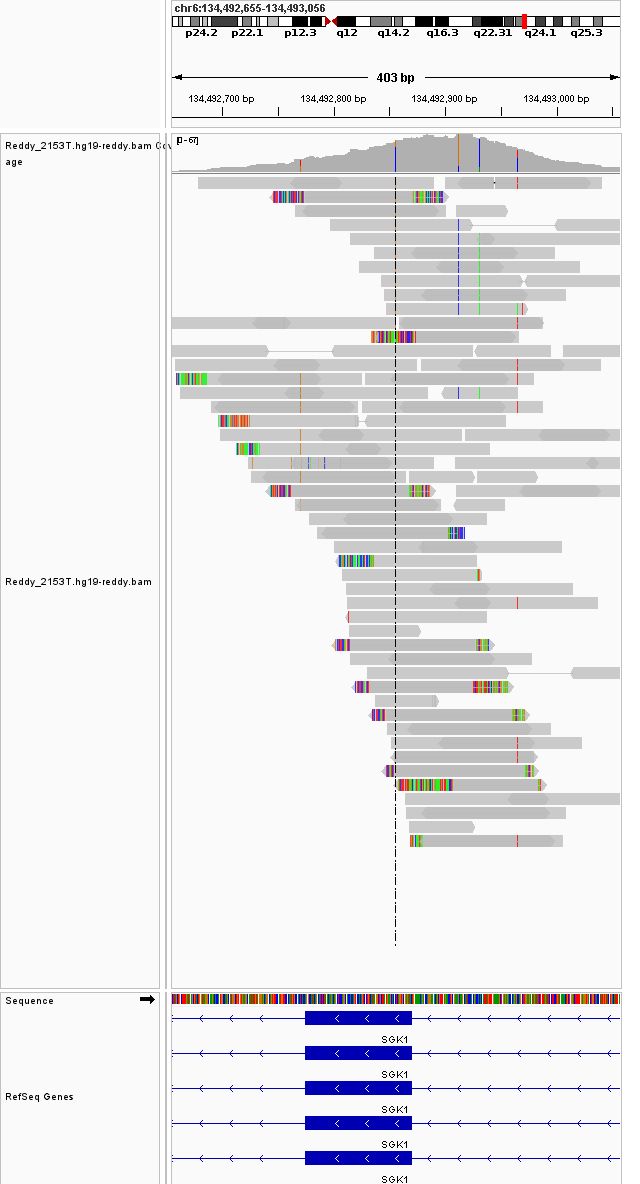 chr6:134,492,655-134,493,056
p24.2 p22.1 p12.3 q12 q14.2 q16.3 q22.31 q24.1 q25.3
403 bp
134,492,700 bp 134,492,800 bp 134,492,900 bp 134,493,000 bp
Reddy_2153T.hg19-reddy.bam Cov
age
[0 - 67]
Reddy_2153T.hg19-reddy.bam
Sequence
SGK1
SGK1
RefSeq Genes
SGK1
SGK1
SGK1